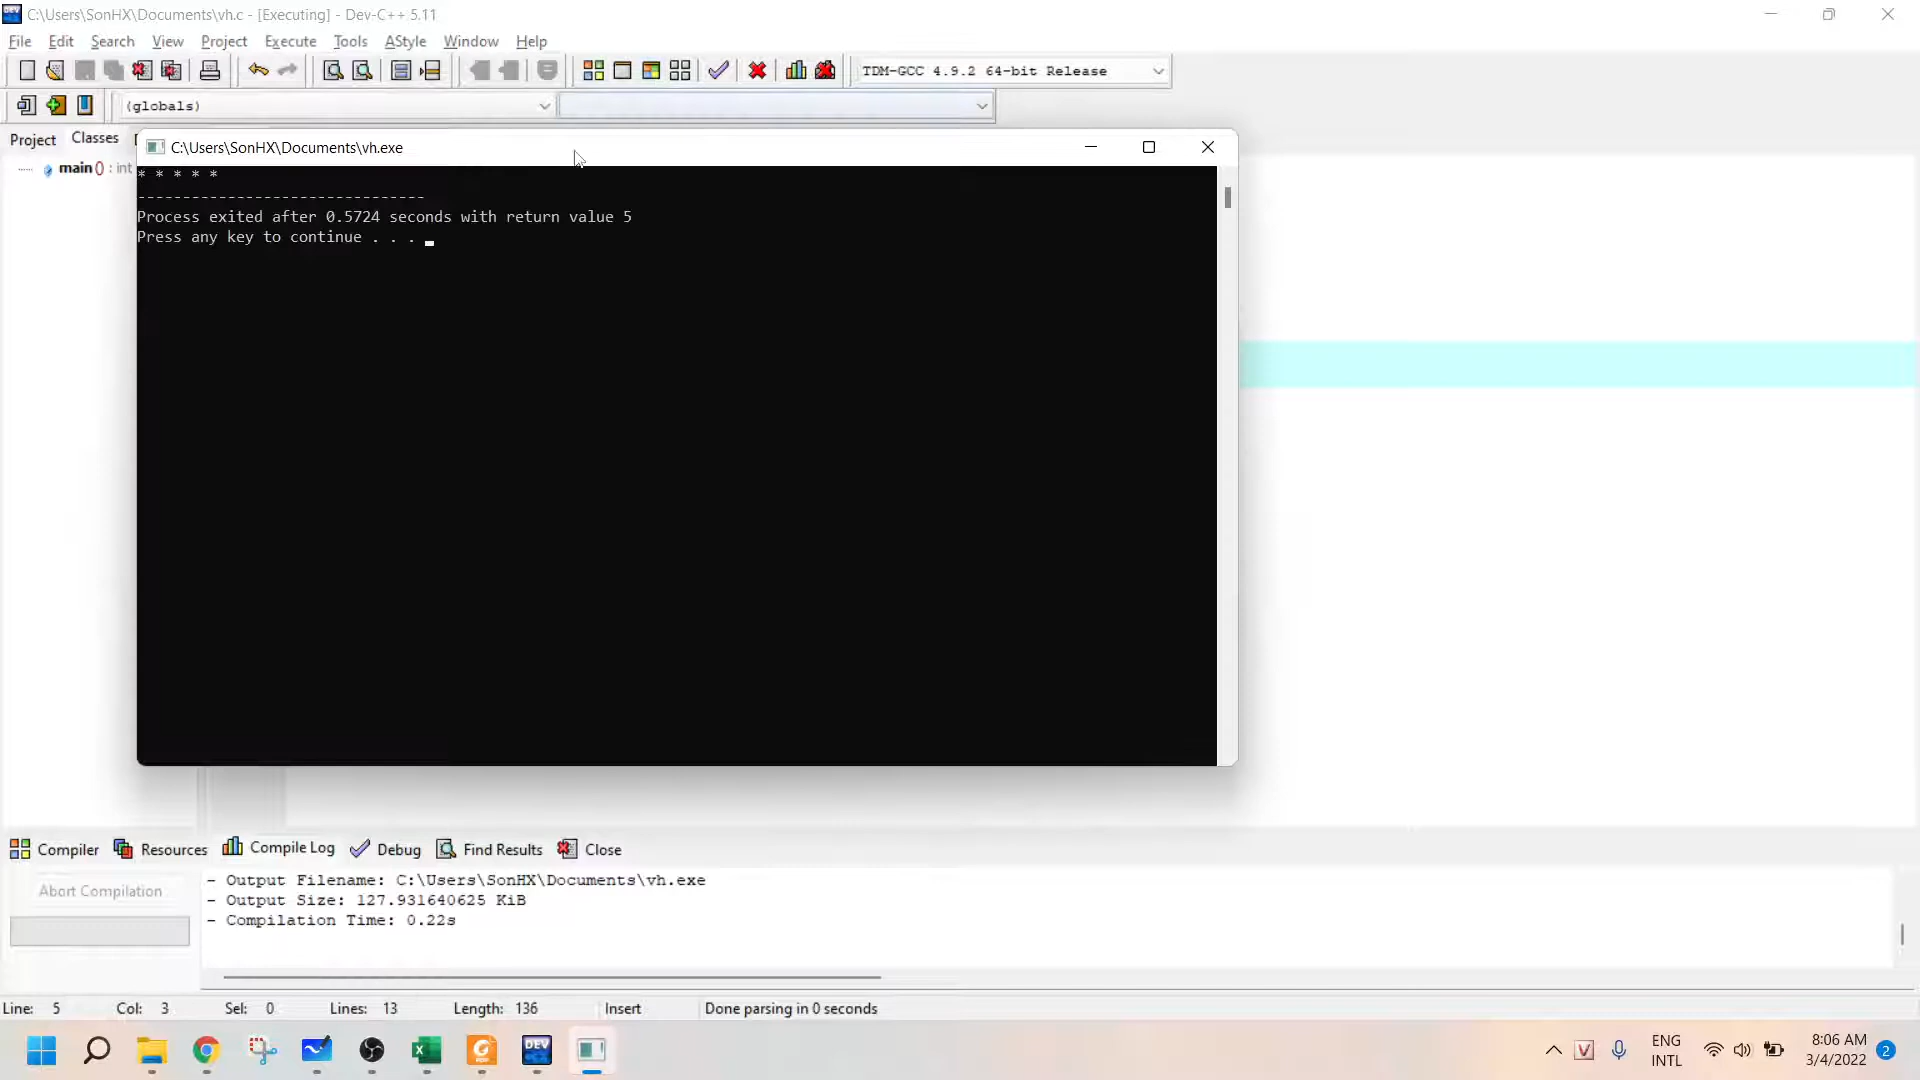 C:\Users\SonHX\Documents\vh.c - [Executing] - Dev-C++ 5.11
File Edit Search View Project Execute Tools AStyle Window Help
TDM-GCC 4.9.2 64-bit Release
(globals)
Project Classes
C:\Users\SonHX\Documents\vh.exe
main() : int
* * * * *
--------------------------------
Process exited after 0.5724 seconds with return value 5
Press any key to continue . . .
Compiler Resources Compile Log Debug Find Results Close
Abort Compilation
- Output Filename: C:\Users\SonHX\Documents\vh.exe
- Output Size: 127.931640625 KiB
- Compilation Time: 0.22s
Line: 5 Col: 3 Sel: 0 Lines: 13 Length: 136 Insert Done parsing in 0 seconds
DEV
ENG
INTL
8:06 AM
3/4/2022
2